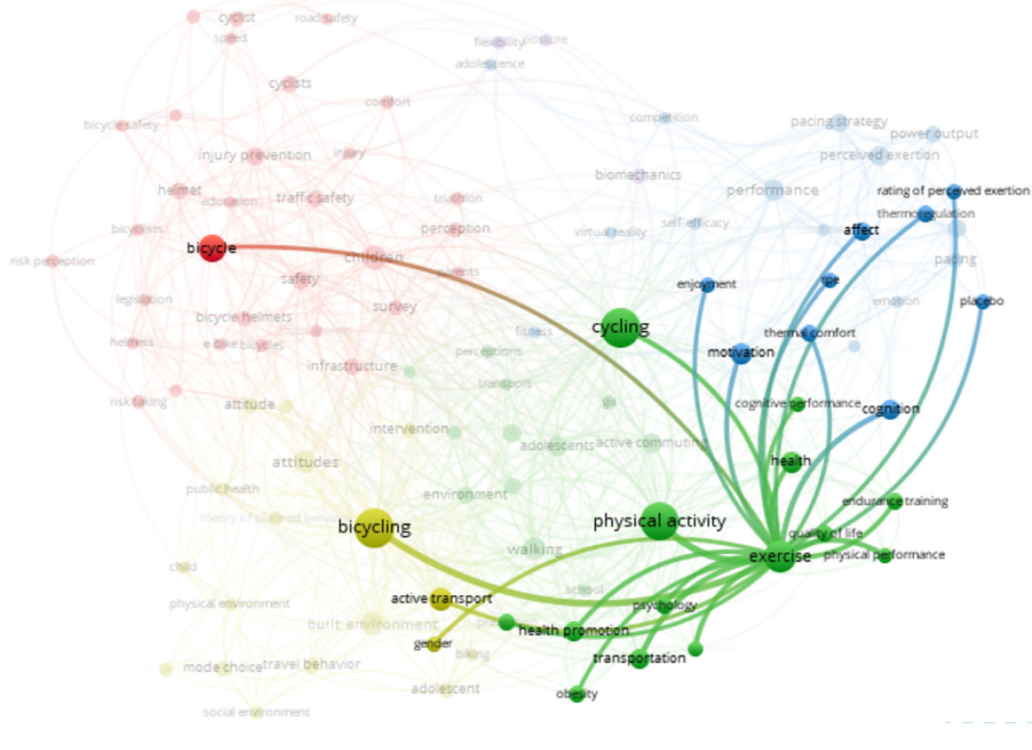 cyclist
road safety
speed
flexibility
posture
adolescence
cyclists
comfort
competition
bicycle safety
pacing strategy
power output
injury prevention
injury
perceived exertion
biomechanics
helmet
education
traffic safety
triathlon
performance
rating of perceived exertion
thermoregulation
bicyclists
perception
self efficacy
virtual reality
affect
bicycle
children
risk perception
parents
pacing
safety
enjoyment
rpe
legislation
survey
emotion
placebo
bicycle helmets
cycling
fitness
thermal comfort
helmets
e-bike
bicycles
perceptions
motivation
infrastructure
transport
risk taking
attitude
gis
cognitive performance
cognition
intervention
adolescents
active commuting
attitudes
health
public health
environment
endurance training
theory of planned behavior
bicycling
physical activity
quality of life
walking
exercise
physical performance
child
school
physical environment
active transport
psychology
built environment
health promotion
gender
biking
transportation
mode choice
travel behavior
adolescent
obesity
social environment